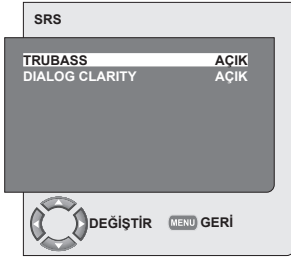 SRS
TRUBASS AÇIK
DIALOG CLARITY AÇIK
DEĞİŞTİR MENU GERİ